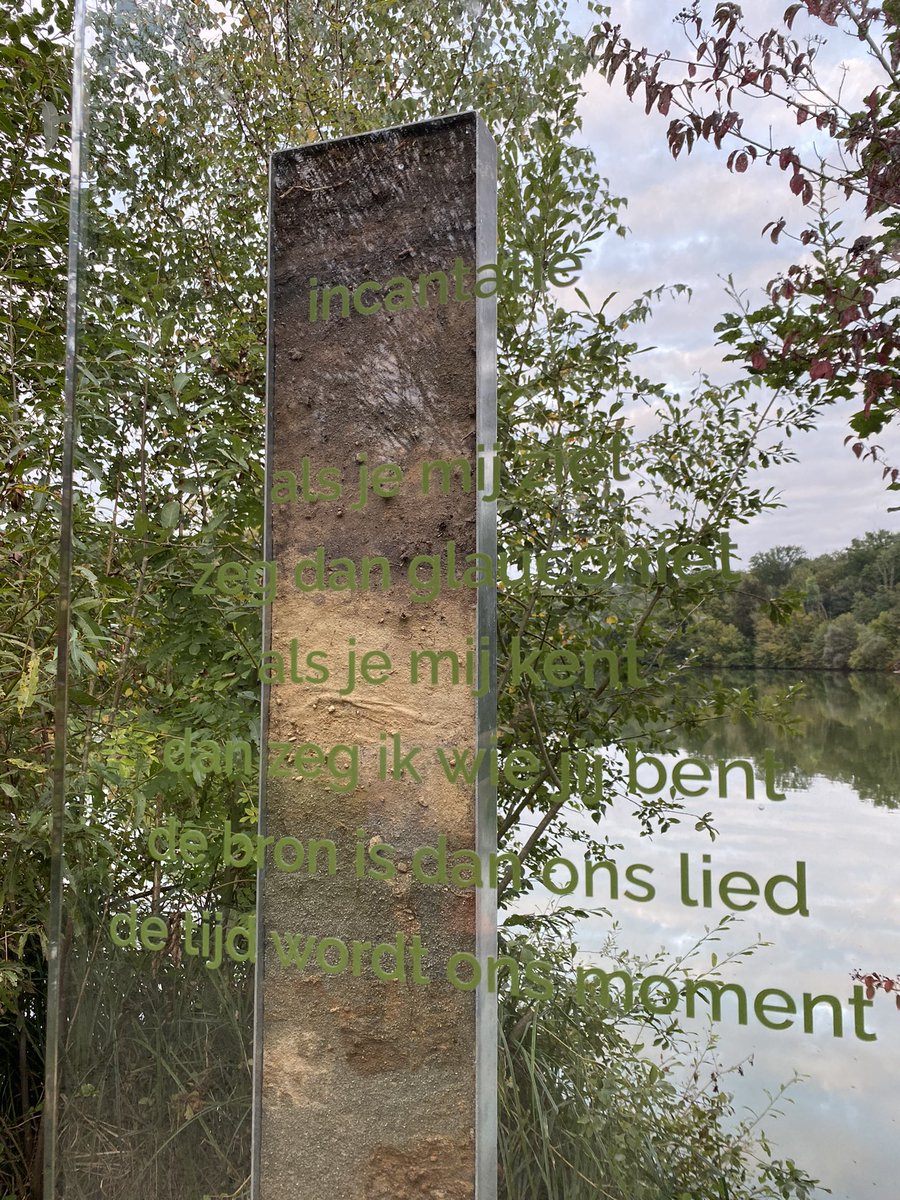 incantatie
als je mij ziet
zeg dan glauconiet
als je mij kent
dan zeg ik wie jij bent
de bron is dan ons lied
de tijd wordt ons moment